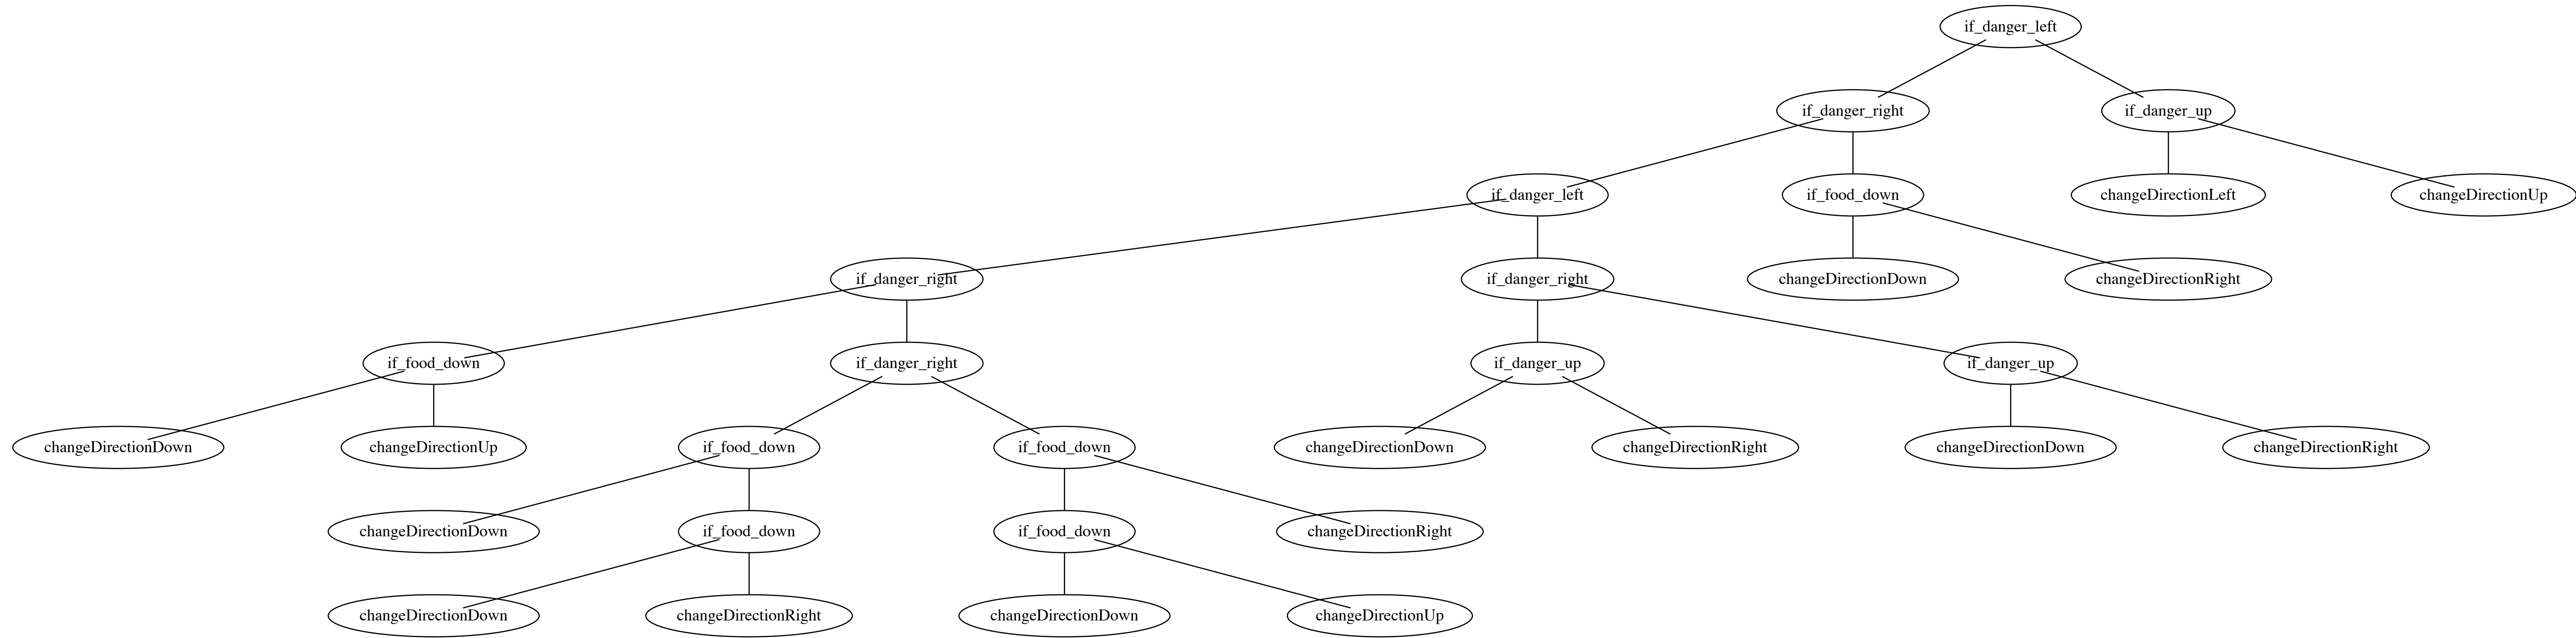 if_danger_left
if_danger_right
if_danger_up
if_danger_left
if_food_down
changeDirectionLeft
changeDirectionUp
if_danger_right
if_danger_right
changeDirectionDown
changeDirectionRight
if_food_down
if_danger_right
if_danger_up
if_danger_up
changeDirectionDown
changeDirectionUp
if_food_down
if_food_down
changeDirectionDown
changeDirectionRight
changeDirectionDown
changeDirectionRight
changeDirectionDown
if_food_down
if_food_down
changeDirectionRight
changeDirectionDown
changeDirectionRight
changeDirectionDown
changeDirectionUp